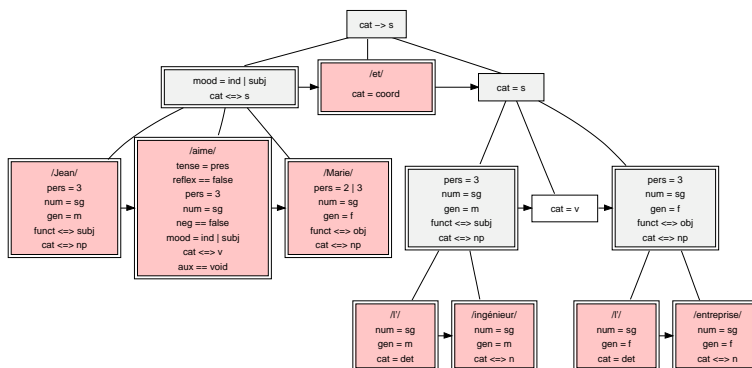 cat -> s
mood = ind | subj
cat <=> s
/et/
cat = coord
cat = s
/Jean/
pers = 3
num = sg
gen = m
funct <=> subj
cat <=> np
/aime/
tense = pres
reflex == false
pers = 3
num = sg
neg == false
mood = ind | subj
cat <=> v
aux == void
/Marie/
pers = 2 | 3
num = sg
gen = f
funct <=> obj
cat <=> np
pers = 3
num = sg
gen = m
funct <=> subj
cat <=> np
cat = v
pers = 3
num = sg
gen = f
funct <=> obj
cat <=> np
/l'/
num = sg
gen = m
cat = det
/ingénieur/
num = sg
gen = m
cat <=> n
/l'/
num = sg
gen = f
cat = det
/entreprise/
num = sg
gen = f
cat <=> n